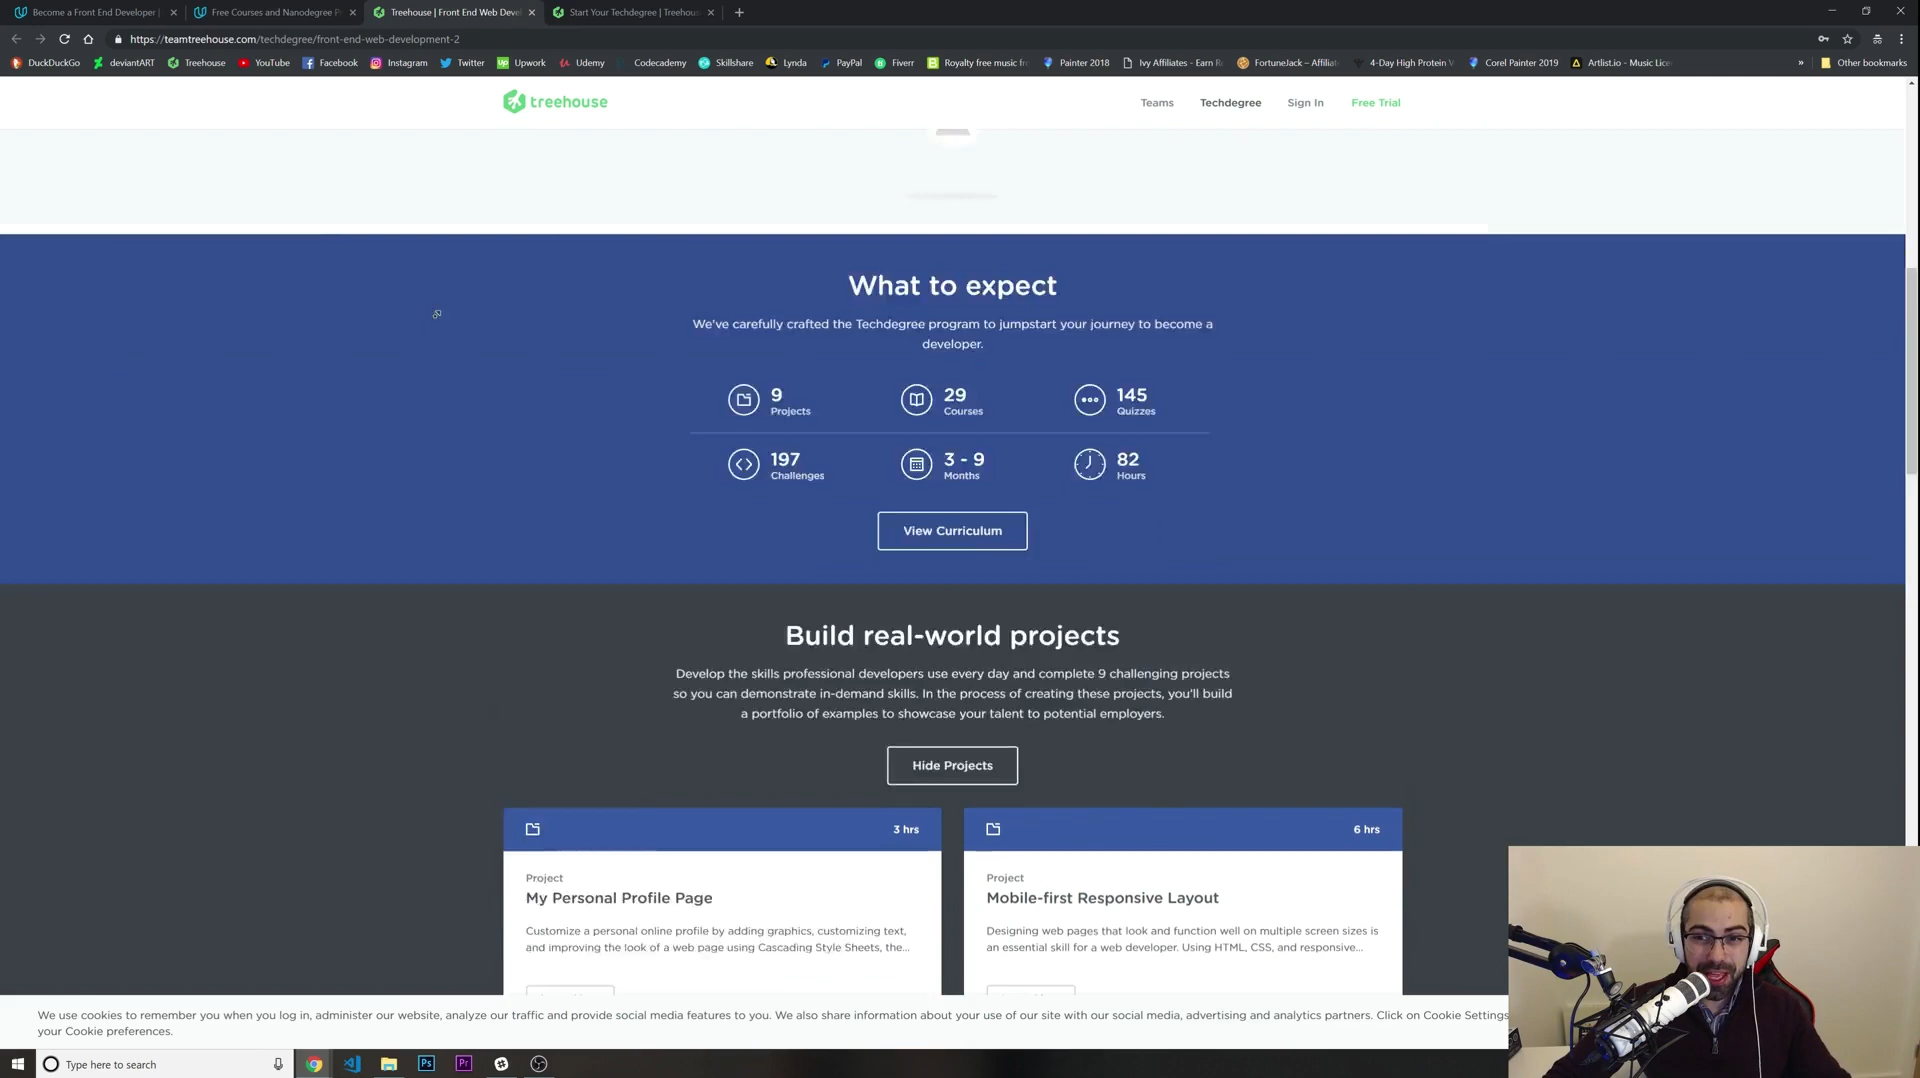 Become a Front End Developer |
Free Courses and Nanodegree P
Treehouse | Front End Web Devel
Start Your Techdegree | Treehous
https://teamtreehouse.com/techdegree/front-end-web-development-2
DuckDuckGo
deviantART
Treehouse
YouTube
Facebook
Instagram
Twitter
Upwork
Udemy
Codecademy
Skillshare
Lynda
PayPal
Fiverr
Royalty free music fr
Painter 2018
Ivy Affiliates - Earn R
FortuneJack – Affilia
4-Day High Protein V
Corel Painter 2019
Artlist.io - Music Lice
»
Other bookmarks
treehouse
Teams
Techdegree
Sign In
Free Trial
What to expect
We've carefully crafted the Techdegree program to jumpstart your journey to become a
developer.
9
Projects
29
Courses
145
Quizzes
197
Challenges
3 - 9
Months
82
Hours
View Curriculum
Build real-world projects
Develop the skills professional developers use every day and complete 9 challenging projects
so you can demonstrate in-demand skills. In the process of creating these projects, you'll build
a portfolio of examples to showcase your talent to potential employers.
Hide Projects
3 hrs
Project
My Personal Profile Page
Customize a personal online profile by adding graphics, customizing text,
and improving the look of a web page using Cascading Style Sheets, the...
6 hrs
Project
Mobile-first Responsive Layout
Designing web pages that look and function well on multiple screen sizes is
an essential skill for a web developer. Using HTML, CSS, and responsive...
We use cookies to remember you when you log in, administer our website, analyze our traffic and provide social media features to you. We also share information about your use of our site with our social media, advertising and analytics partners. Click on Cookie Settings
your Cookie preferences.
Type here to search
Ps
Pr